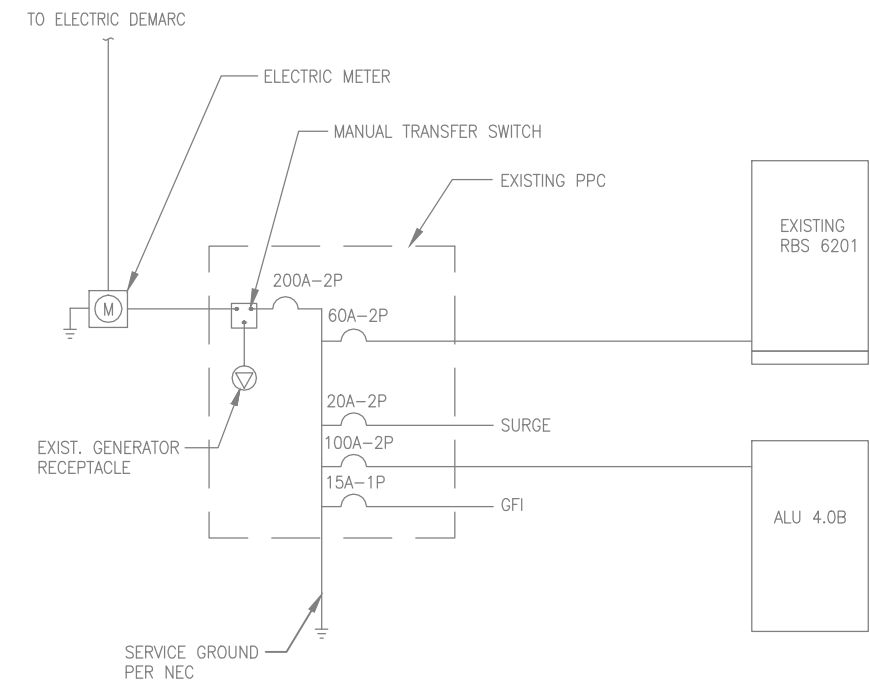 TO ELECTRIC DEMARC
ELECTRIC METER
MANUAL TRANSFER SWITCH
EXISTING PPC
EXISTING
RBS 6201
200A-2P
M
60A-2P
20A-2P
SURGE
EXIST. GENERATOR
RECEPTACLE
100A-2P
15A-1P
GFI
ALU 4.0B
SERVICE GROUND
PER NEC